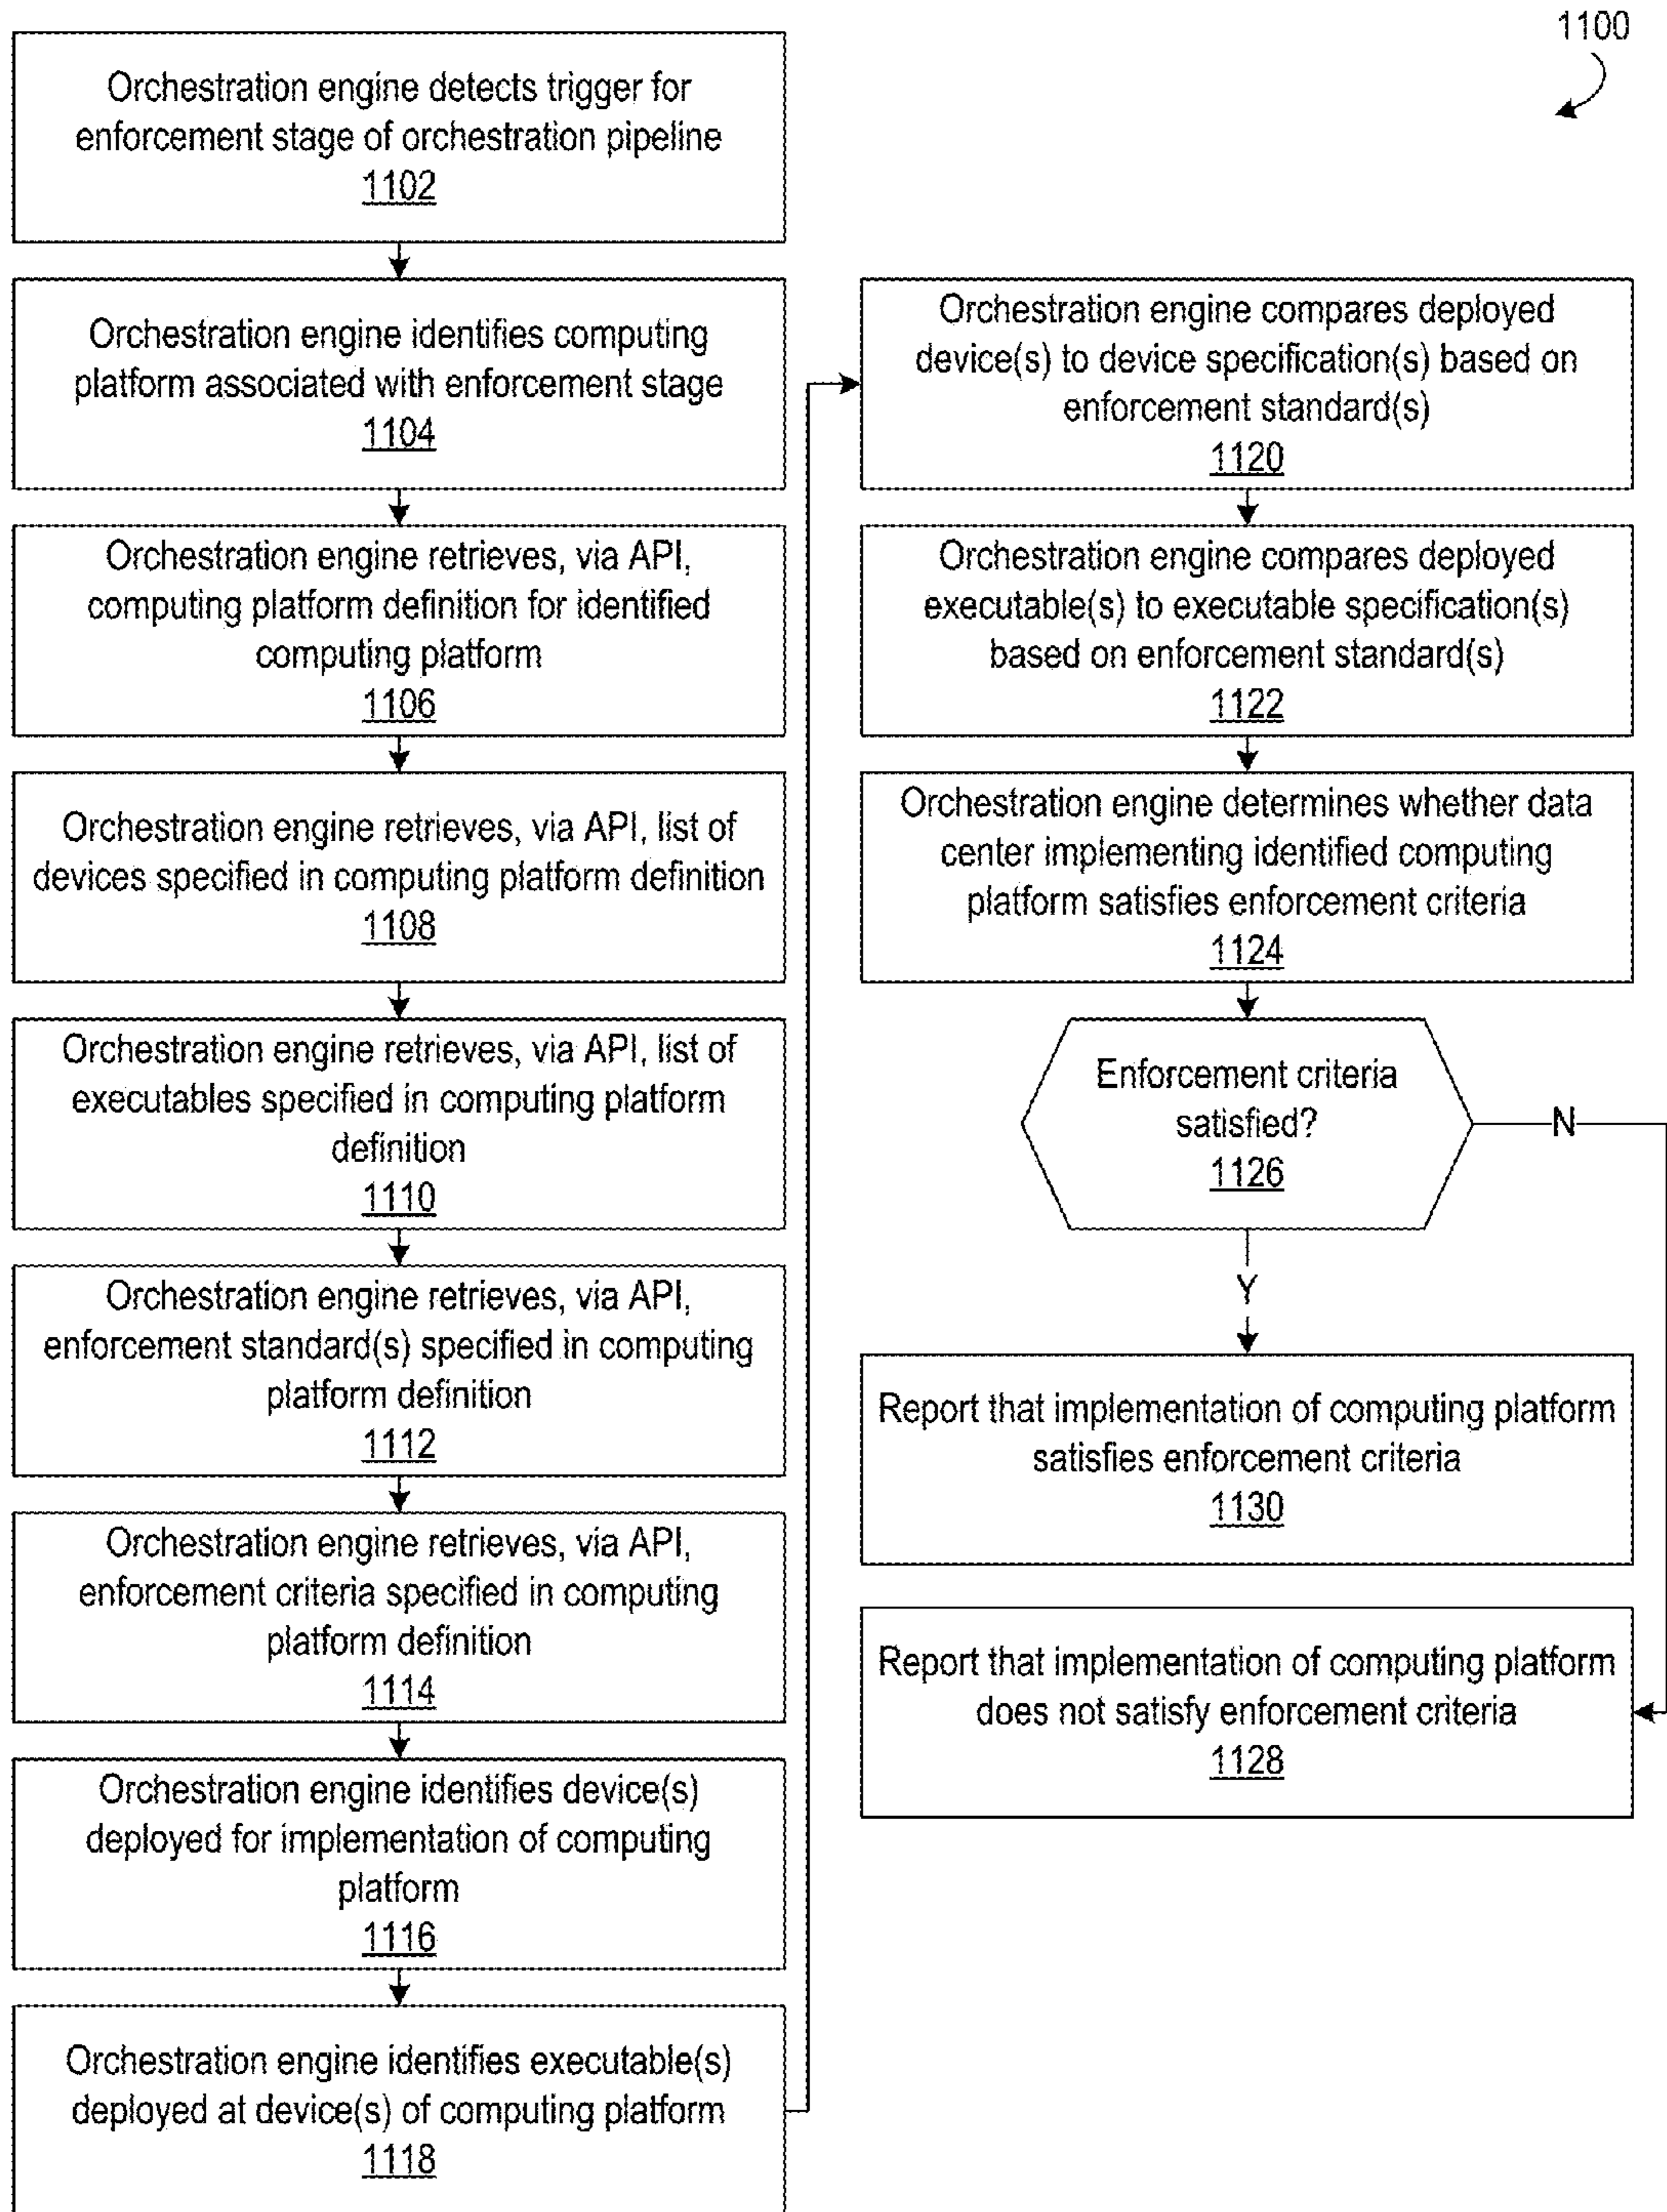 1100
Orchestration engine detects trigger for
enforcement stage of orchestration pipeline
1102
Orchestration engine identifies computing
platform associated with enforcement stage
1104
Orchestration engine retrieves, via API,
computing platform definition for identified
computing platform
1106
Orchestration engine retrieves, via API, list of
devices specified in computing platform definition
1108
Orchestration engine retrieves, via API, list of
executables specified in computing platform
definition
1110
Orchestration engine retrieves, via API,
enforcement standard(s) specified in computing
platform definition
1112
Orchestration engine retrieves, via API,
enforcement criteria specified in computing
platform definition
1114
Orchestration engine identifies device(s)
deployed for implementation of computing
platform
1116
Orchestration engine identifies executable(s)
deployed at device(s) of computing platform
1118
Orchestration engine compares deployed
device(s) to device specification(s) based on
enforcement standard(s)
1120
Orchestration engine compares deployed
executable(s) to executable specification(s)
based on enforcement standard(s)
1122
Orchestration engine determines whether data
center implementing identified computing
platform satisfies enforcement criteria
1124
Enforcement criteria
satisfied?
1126
N
Y
Report that implementation of computing platform
satisfies enforcement criteria
1130
Report that implementation of computing platform
does not satisfy enforcement criteria
1128